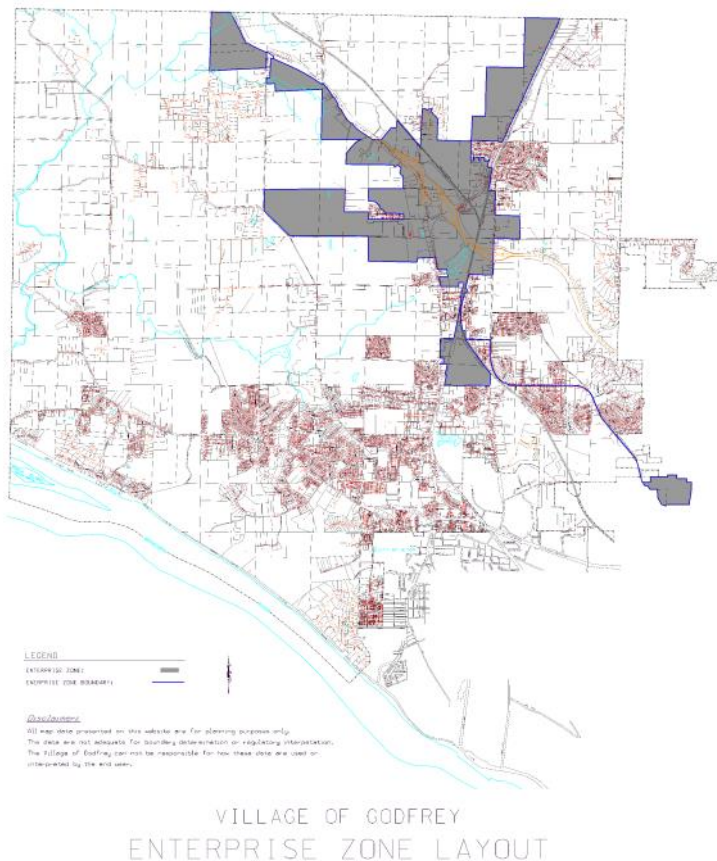 LEGEND
ENTERPRISE ZONE:
ENTERPRISE ZONE BOUNDARY:
Disclaimer:
All map data presented on this website are for planning purposes only.
The data are not adequate for boundary determination or regulatory interpretation.
The Village of Godfrey can not be responsible for how these data are used or
interpreted by the end user.
VILLAGE OF GODFREY
ENTERPRISE ZONE LAYOUT